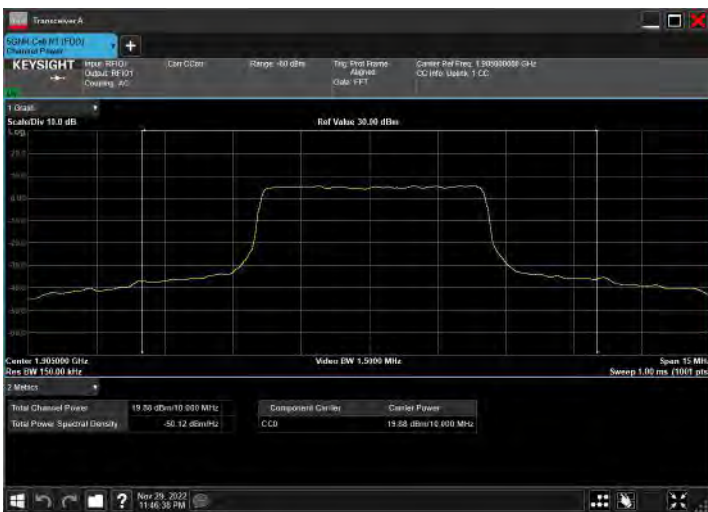 Transceiver A
5GNR Cell N1 (FDD)
Channel Power
KEYSIGHT
Input: RFIO1
Output: RFIO1
Coupling: AC
Corr CCorr
Range: -80 dBm
Trig:
Frame
Aligned
Gate: FFT
Carrier Ref Freq: 1.905000000 GHz
CC Info: Uplink, 1 CC
1 Graph
Scale/Div 10.0 dB
Ref Value 30.00 dBm
Log
Center 1.905000 GHz
Video BW 1.5000 MHz
Span 15 MHz
Res BW 150.00 kHz
Sweep 1.00 ms (1001 pts)
2 Metrics
Total Channel Power
19.88 dBm/10.000 MHz
Total Power Spectral Density
-50.12 dBm/Hz
Component Carrier
Carrier Power
CC0
19.88 dBm/10.000 MHz
Nov 29, 2022
11:46:38 PM